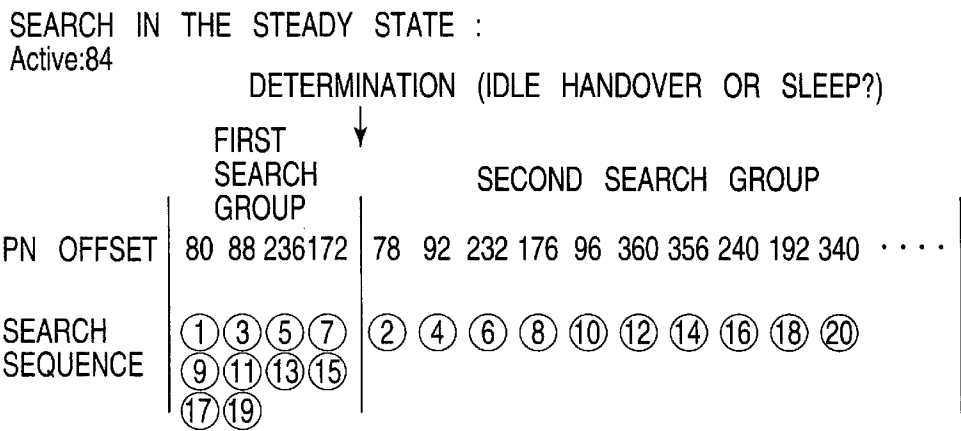 SEARCH IN THE STEADY STATE :
Active:84
DETERMINATION (IDLE HANDOVER OR SLEEP?)
FIRST
SEARCH
GROUP
SECOND SEARCH GROUP
PN OFFSET 80 88 236 172 78 92 232 176 96 360 356 240 192 340 ····
SEARCH
SEQUENCE
① ③ ⑤ ⑦ ② ④ ⑥ ⑧ ⑩ ⑫ ⑭ ⑯ ⑱ ⑳
⑨ ⑪ ⑬ ⑮
⑰ ⑲